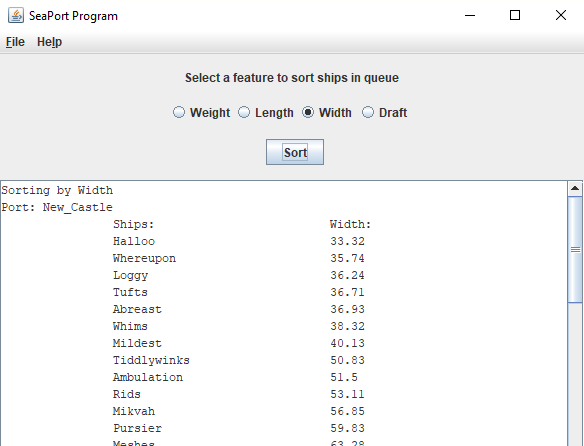 SeaPort Program
File Help
Select a feature to sort ships in queue
Weight Length Width Draft
Sort
Sorting by Width
Port: New_Castle
Ships: Width:
Halloo 33.32
Whereupon 35.74
Loggy 36.24
Tufts 36.71
Abreast 36.93
Whims 38.32
Mildest 40.13
Tiddlywinks 50.83
Ambulation 51.5
Rids 53.11
Mikvah 56.85
Pursier 59.83
Meshes 63.28